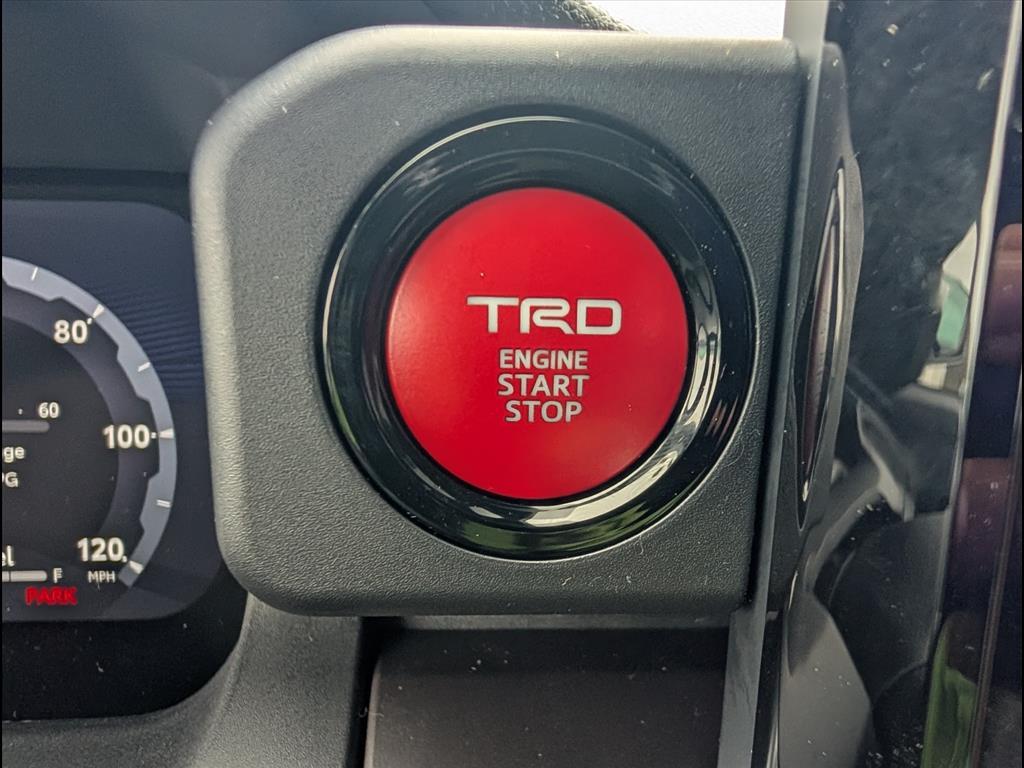 TRD
ENGINE
START
STOP
80
60
100
120
MPH
F
PARK